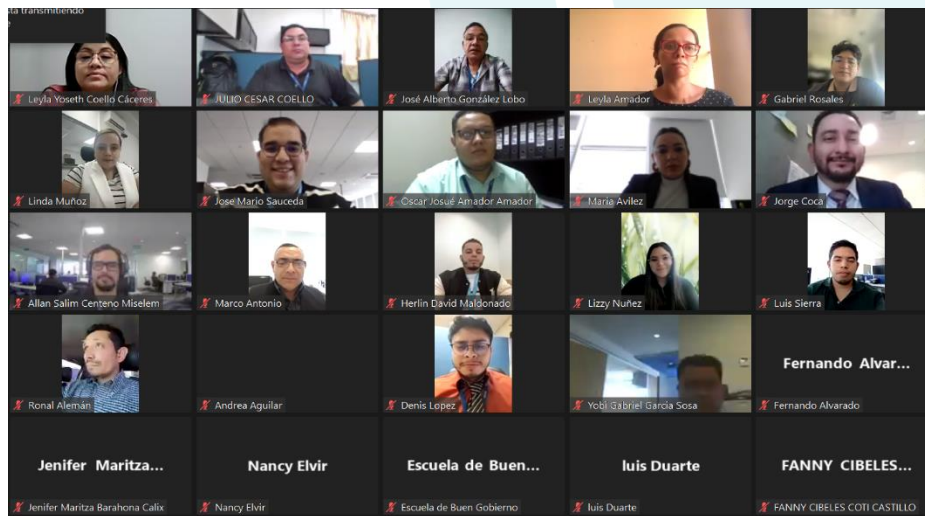 sta transmitiendo
Leyla Yoseth Coello Cáceres
JULIO CESAR COELLO
José Alberto González Lobo
Leyla Amador
Gabriel Rosales
Linda Muñoz
Jose Mario Sauceda
Oscar Josué Amador Amador
María Avilez
Jorge Coca
Allan Salim Centeno Miselem
Marco Antonio
Herlin David Maldonado
Lizzy Nuñez
Luis Sierra
Ronal Alemán
Andrea Aguilar
Denis Lopez
Yobi Gabriel Garcia Sosa
Fernando Alvar...
Fernando Alvarado
Jenifer Maritza...
Jenifer Maritza Barahona Calix
Nancy Elvir
Nancy Elvir
Escuela de Buen...
Escuela de Buen Gobierno
luis Duarte
luis Duarte
FANNY CIBELES...
FANNY CIBELES COTI CASTILLO